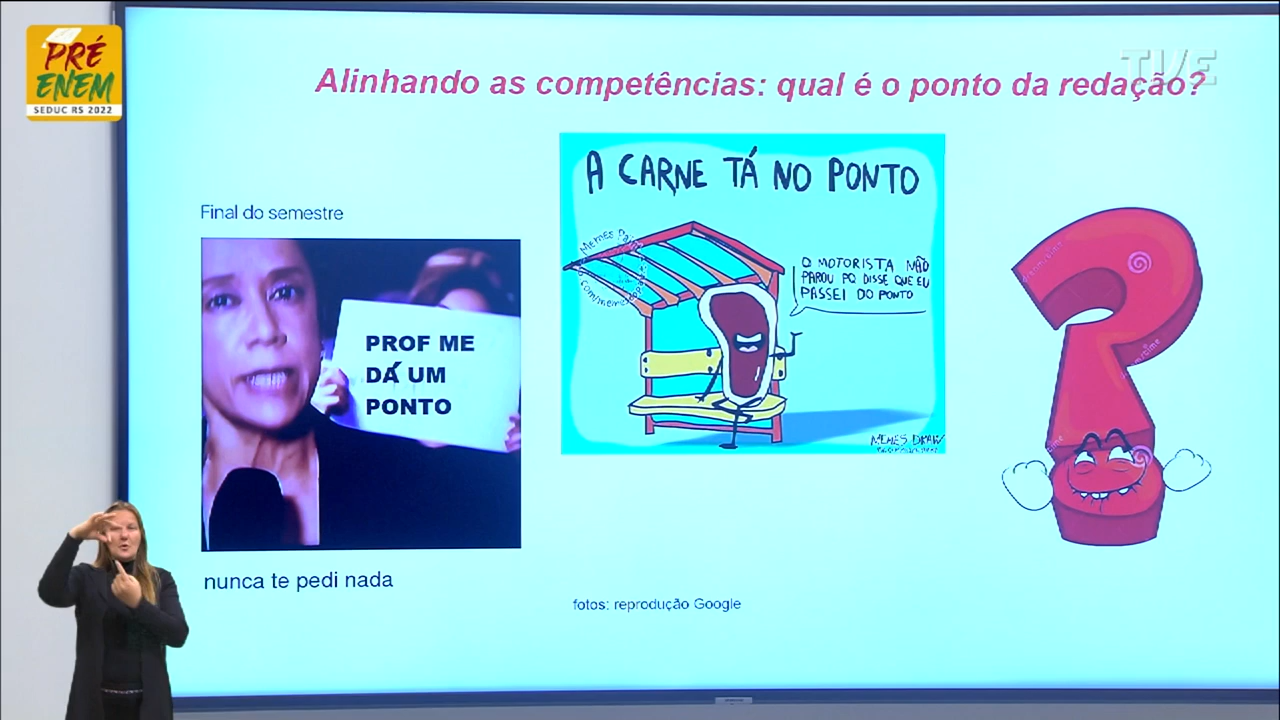 PRÉ
ENEM
SEDUC RS 2022
TVE
Alinhando as competências: qual é o ponto da redação?
Final do semestre
PROF ME
DÁ UM
PONTO
nunca te pedi nada
A CARNE TÁ NO PONTO
O MOTORISTA NÃO
PAROU PQ DISSE QUE EU
PASSEI DO PONTO
MEMES DRAW
fotos: reprodução Google